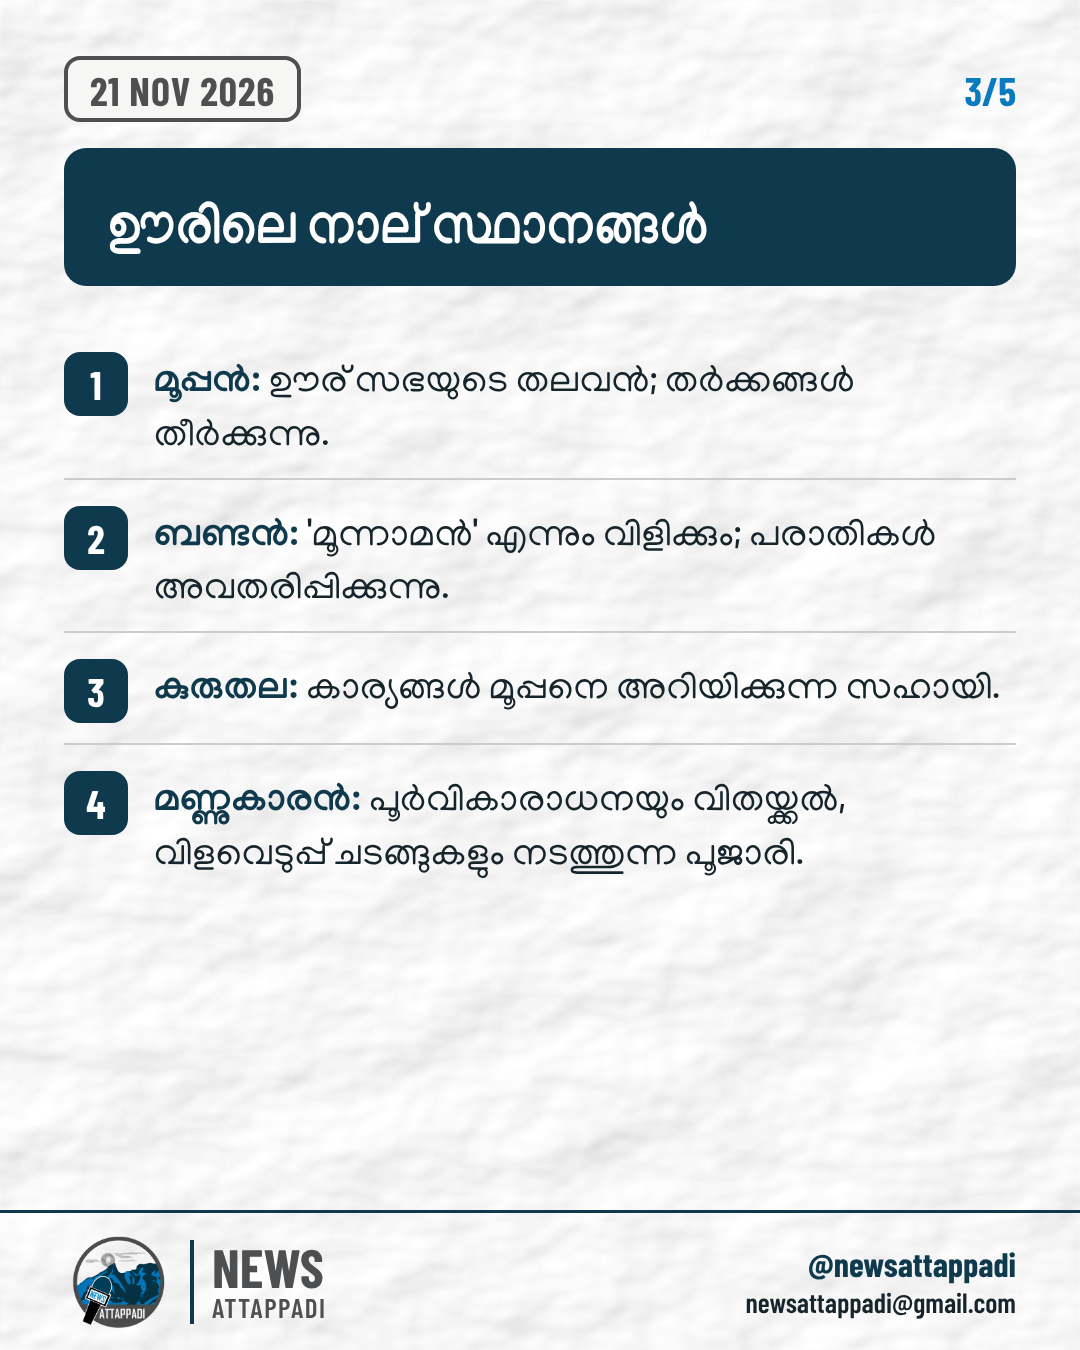 21 NOV 2026
3/5
ഊരിലെ നാല് സ്ഥാനങ്ങൾ
1
മൂപ്പൻ: ഊര് സഭയുടെ തലവൻ; തർക്കങ്ങൾ
തീർക്കുന്നു.
2
ബണ്ടൻ: 'മൂന്നാമൻ' എന്നും വിളിക്കും; പരാതികൾ
അവതരിപ്പിക്കുന്നു.
3
കുരുതല: കാര്യങ്ങൾ മൂപ്പനെ അറിയിക്കുന്ന സഹായി.
4
മണ്ണുകാരൻ: പൂർവികാരാധനയും വിതയ്ക്കൽ,
വിളവെടുപ്പ് ചടങ്ങുകളും നടത്തുന്ന പൂജാരി.
NEWS
ATTAPPADI
NEWS
ATTAPPADI
@newsattappadi
newsattappadi@gmail.com